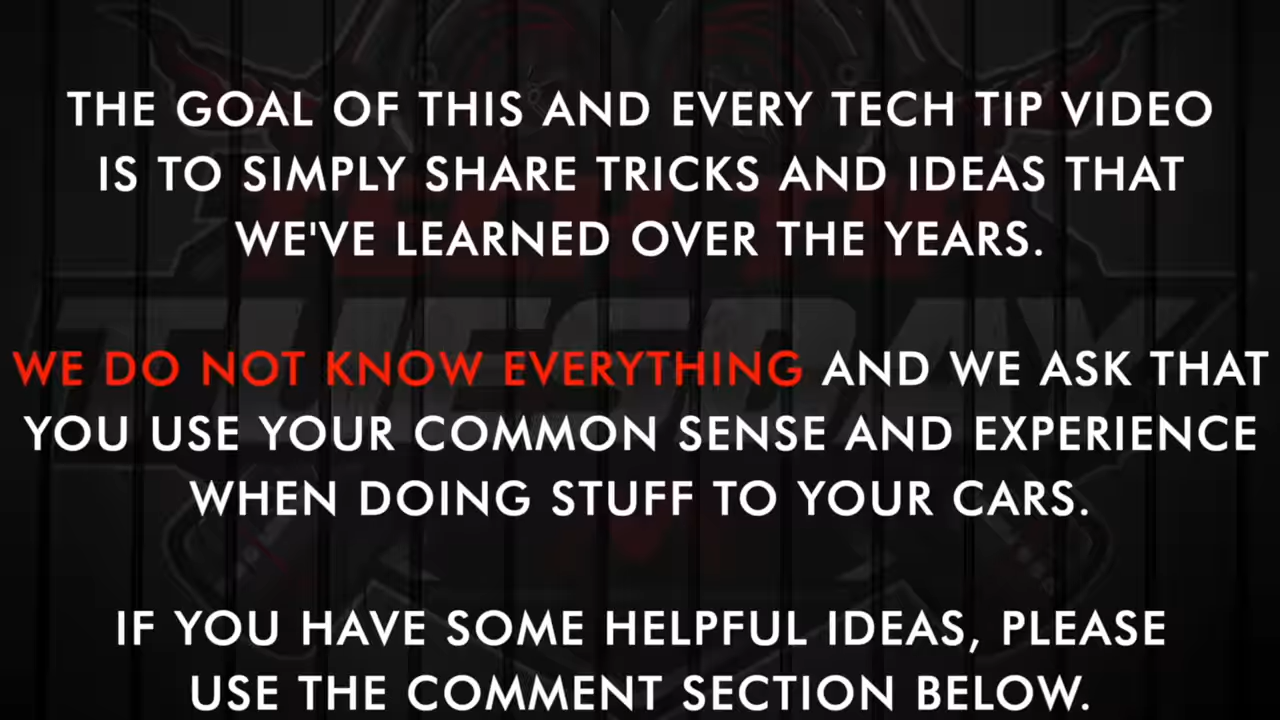 THE GOAL OF THIS AND EVERY TECH TIP VIDEO
IS TO SIMPLY SHARE TRICKS AND IDEAS THAT
WE'VE LEARNED OVER THE YEARS.
WE DO NOT KNOW EVERYTHING AND WE ASK THAT
YOU USE YOUR COMMON SENSE AND EXPERIENCE
WHEN DOING STUFF TO YOUR CARS.
IF YOU HAVE SOME HELPFUL IDEAS, PLEASE
USE THE COMMENT SECTION BELOW.
TECH TIP
TUESDAY